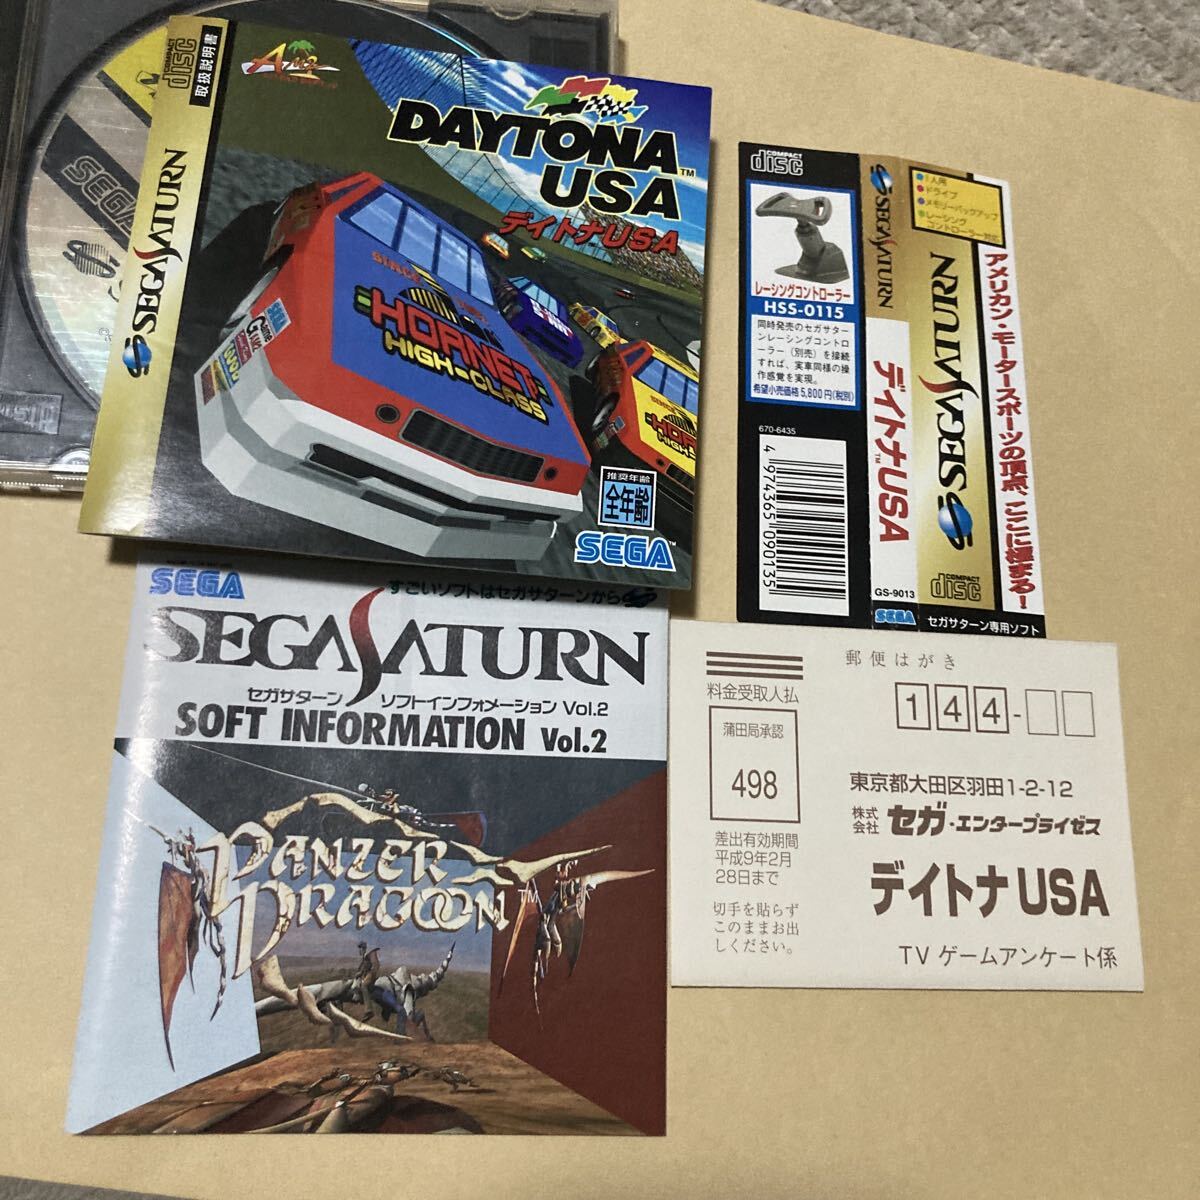 SEGA
COMPACT
disc
取扱説明書
SEGA SATURN
AM2
DAYTONA
USA™
デイトナUSA
SINCE
HORNET
HIGH-CLASS
SEGA
GOOD
HORNET
HIGH-
推奨年齢
全年齢
SEGA™
SEGA
すごいソフトはセガサターンから
SEGA SATURN
セガサターン ソフトインフォメーション Vol.2
SOFT INFORMATION Vol.2
PANZER
DRAGOON™
COMPACT
disc
レーシングコントローラー
HSS-0115
同時発売のセガサター
ンレーシングコントロ
ーラー(別売)を接続
すれば、実車同様の操
作感覚を実現。
希望小売価格5,800円(税別)
670-6435
4 974365 090135
SEGA SATURN
デイトナUSA™
GS-9013
SEGA
1人用
ドライブ
メモリーバックアップ
レーシング
コントローラー対応
SEGA SATURN
COMPACT
disc
セガサターン専用ソフト
アメリカン・モータースポーツの頂点、ここに極まる!
郵便はがき
料金受取人払
蒲田局承認
498
差出有効期間
平成9年2月
28日まで
切手を貼らず
このままお出
しください。
144-
東京都大田区羽田1-2-12
株式会社 セガ・エンタープライゼス
デイトナ USA
TV ゲームアンケート係